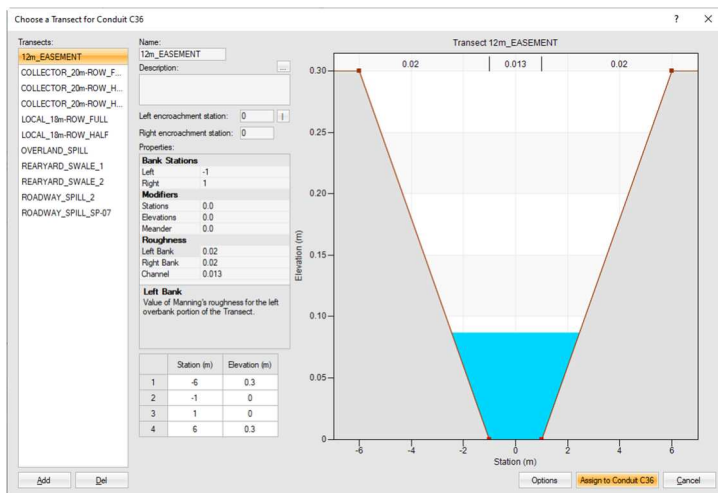 Choose a Transect for Conduit C36
? ×
Transects:
12m_EASEMENT
COLLECTOR_20m-ROW_F...
COLLECTOR_20m-ROW_H...
COLLECTOR_20m-ROW_H...
LOCAL_18m-ROW_FULL
LOCAL_18m-ROW_HALF
OVERLAND_SPILL
REARYARD_SWALE_1
REARYARD_SWALE_2
ROADWAY_SPILL_2
ROADWAY_SPILL_SP-07
Add Del
Name:
12m_EASEMENT
Description:
...
Left encroachment station: 0
Right encroachment station: 0
Properties:
Bank Stations
Left -1
Right 1
Modifiers
Stations 0.0
Elevations 0.0
Meander 0.0
Roughness
Left Bank 0.02
Right Bank 0.02
Channel 0.013
Left Bank
Value of Manning's roughness for the left
overbank portion of the Transect.
Station (m) Elevation (m)
1 -6 0.3
2 -1 0
3 1 0
4 6 0.3
Transect 12m_EASEMENT
0.02 0.013 0.02
Elevation (m)
0.30
0.25
0.20
0.15
0.10
0.05
0
-6 -4 -2 0 2 4 6
Station (m)
Options Assign to Conduit C36 Cancel